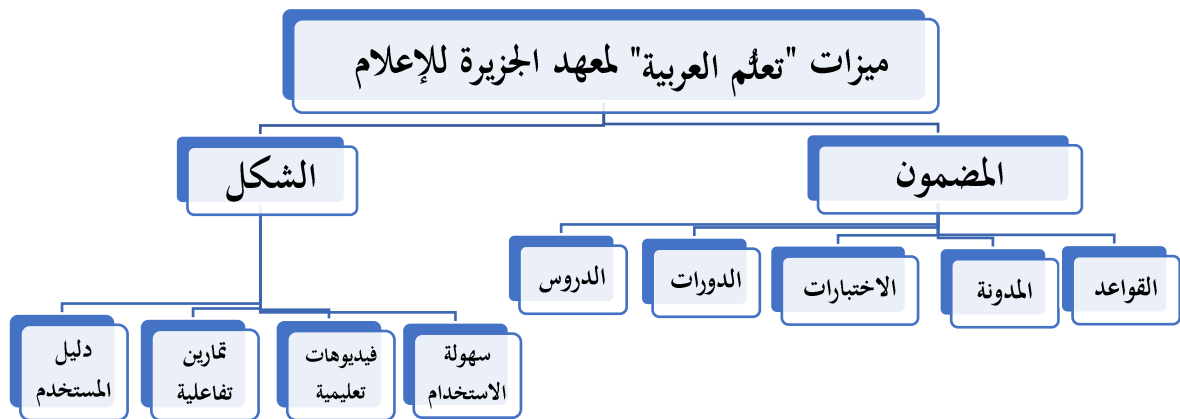 ميزات "تعلُّم العربية" لمعهد الجزيرة للإعلام
المضمون
الشكل
القواعد
المدونة
الاختبارات
الدورات
الدروس
سهولة
الاستخدام
فيديوهات
تعليمية
تمارين
تفاعلية
دليل
المستخدم